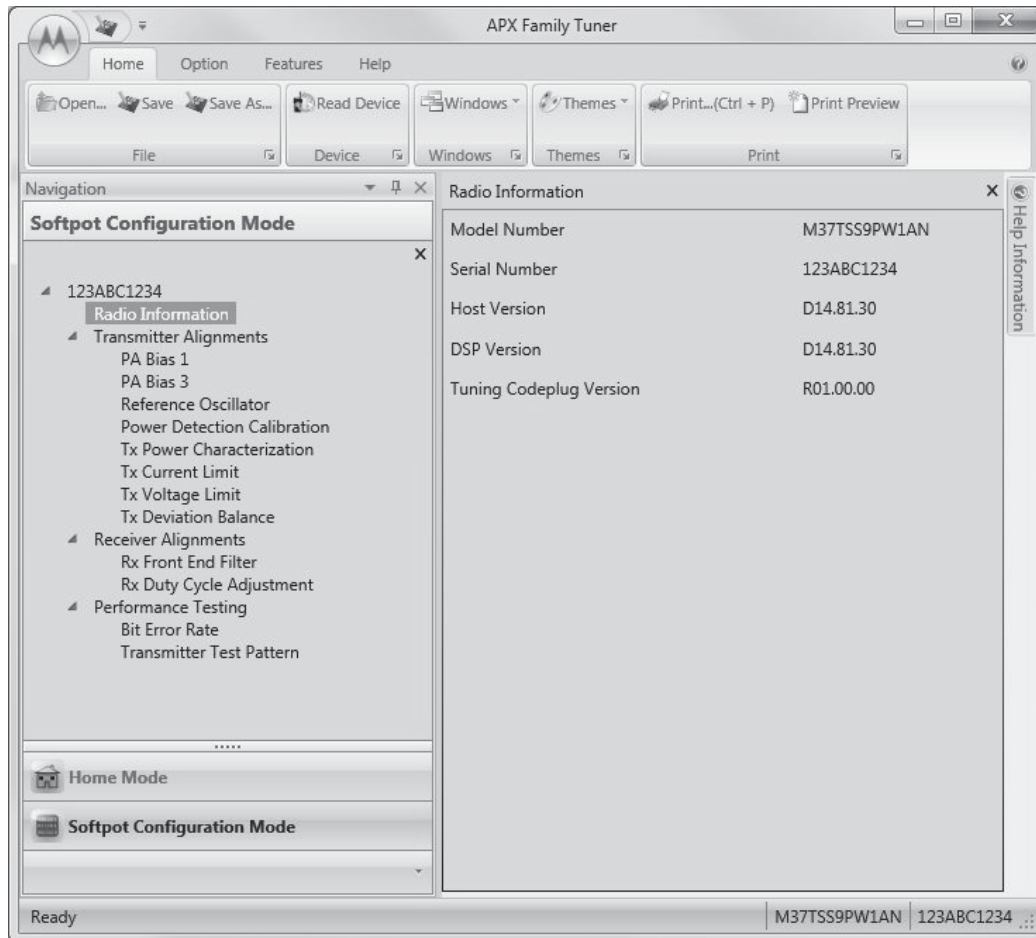 APX Family Tuner
Home Option Features Help
Open... Save Save As... Read Device Windows Themes Print...(Ctrl + P) Print Preview
File Device Windows Themes Print
Navigation
Softpot Configuration Mode
123ABC1234
Radio Information
Transmitter Alignments
PA Bias 1
PA Bias 3
Reference Oscillator
Power Detection Calibration
Tx Power Characterization
Tx Current Limit
Tx Voltage Limit
Tx Deviation Balance
Receiver Alignments
Rx Front End Filter
Rx Duty Cycle Adjustment
Performance Testing
Bit Error Rate
Transmitter Test Pattern
Home Mode
Softpot Configuration Mode
Radio Information
Model Number M37TSS9PW1AN
Serial Number 123ABC1234
Host Version D14.81.30
DSP Version D14.81.30
Tuning Codeplug Version R01.00.00
Help Information
Ready M37TSS9PW1AN 123ABC1234